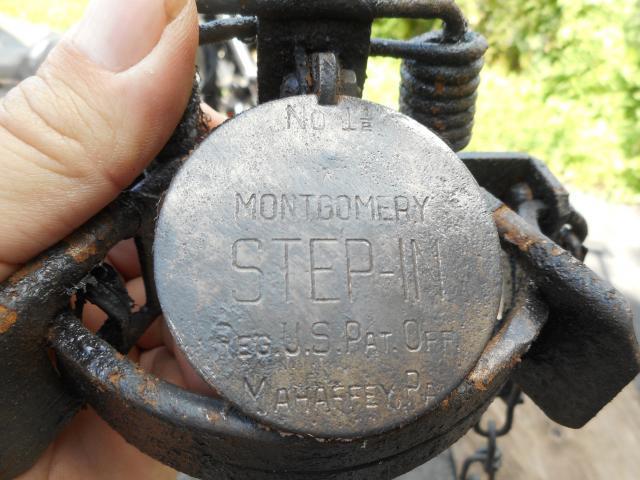 No 1½
MONTGOMERY
STEP-IN
REG. U.S. PAT. OFF.
MAHAFFEY, PA